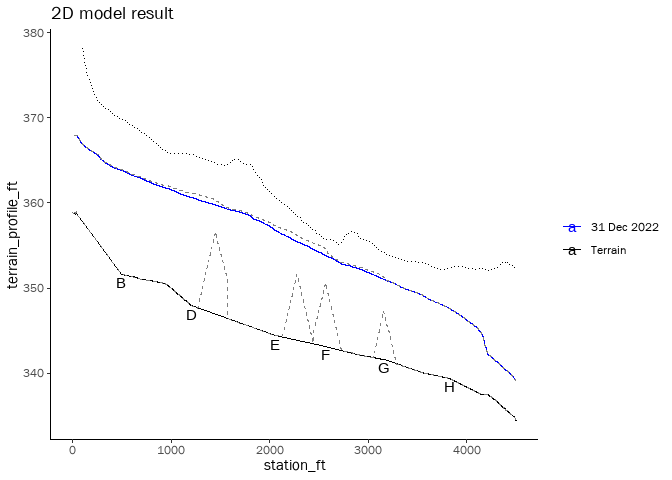 2D model result
terrain_profile_ft
380
370
360
350
340
B
D
E
F
G
H
0
1000
2000
3000
4000
station_ft
a 31 Dec 2022
a Terrain